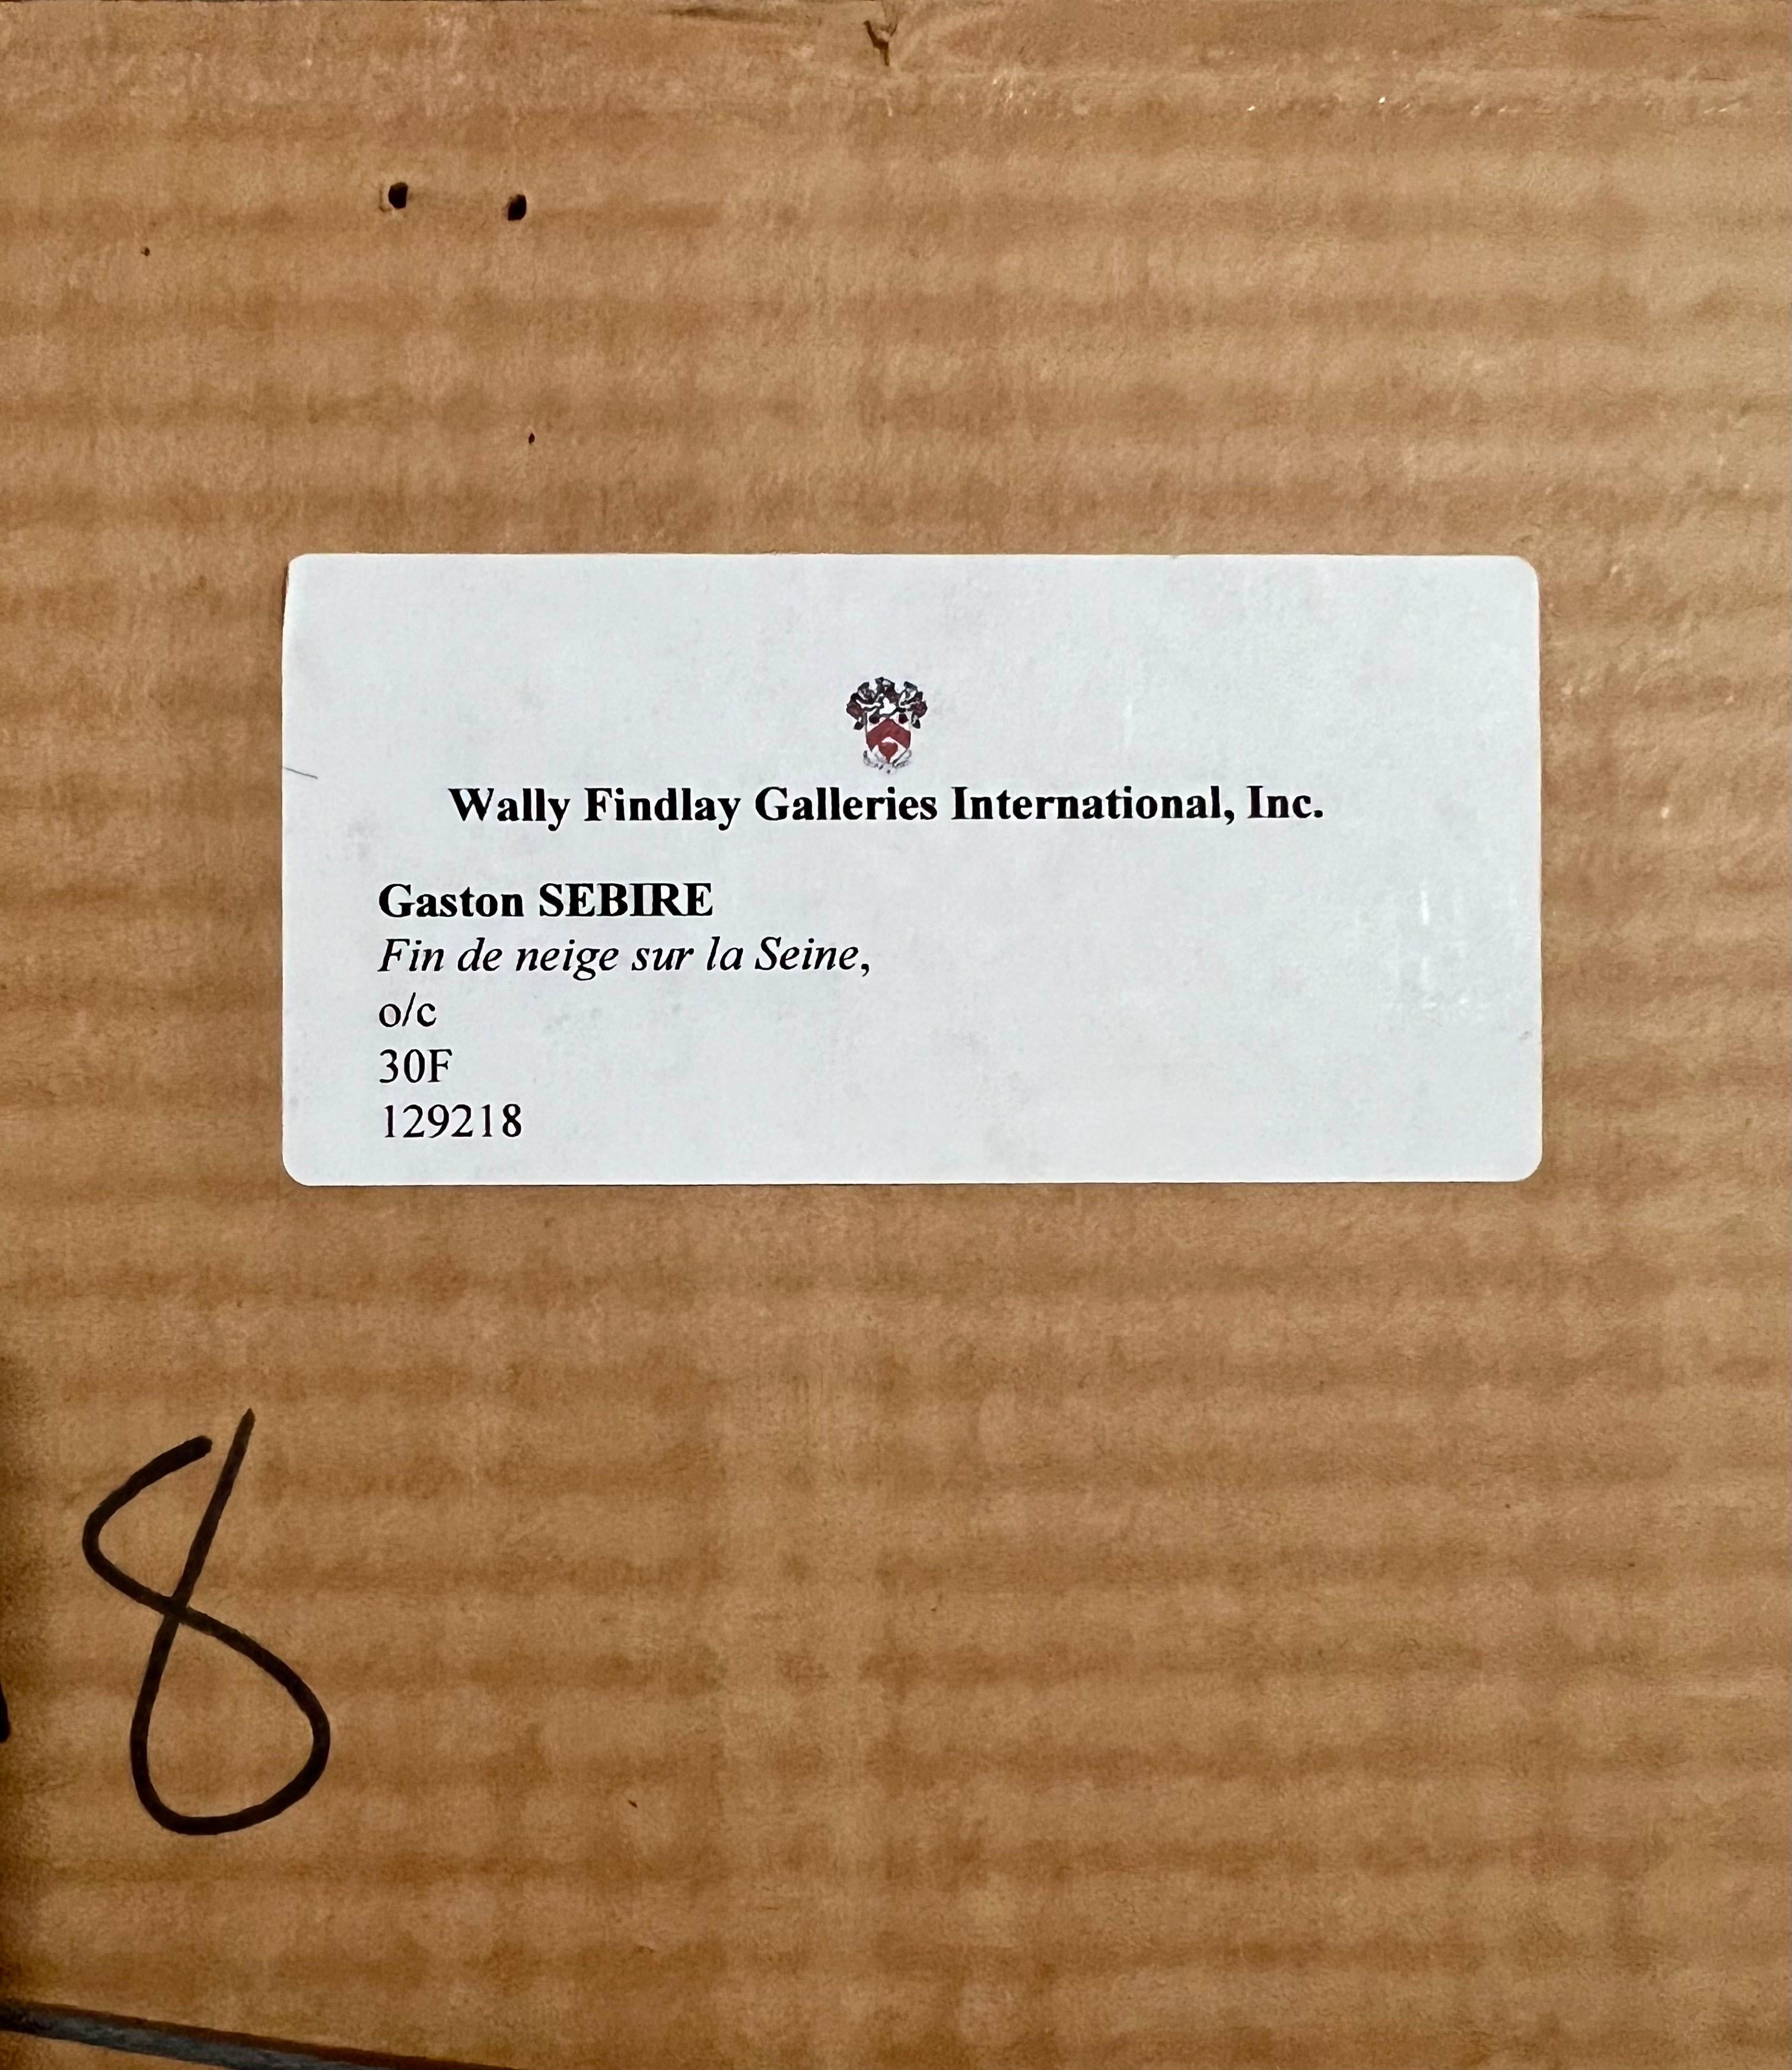 Wally Findlay Galleries International, Inc.
Gaston SEBIRE
Fin de neige sur la Seine,
o/c
30F
129218
8